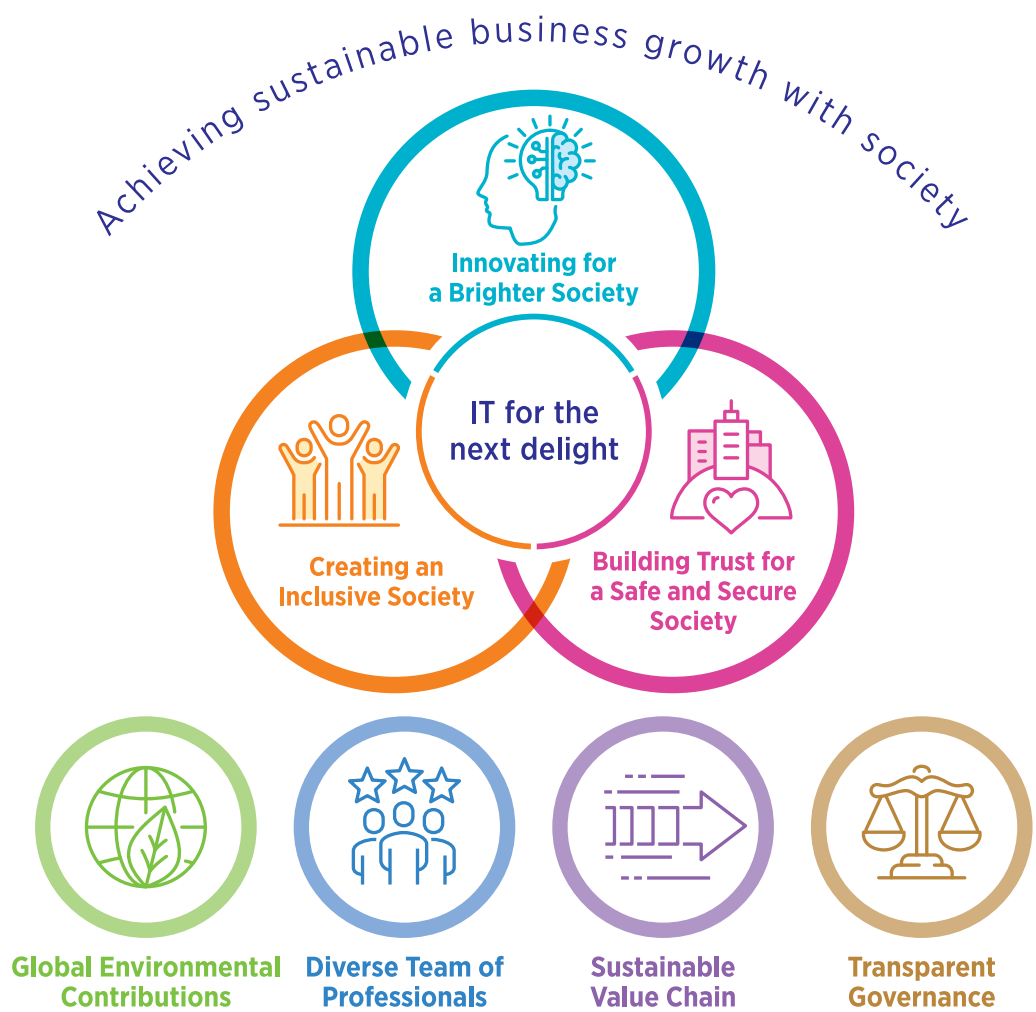 Achieving sustainable business growth with society
Innovating for
a Brighter Society
IT for the
next delight
Creating an
Inclusive Society
Building Trust for
a Safe and Secure
Society
Global Environmental
Contributions
Diverse Team of
Professionals
Sustainable
Value Chain
Transparent
Governance